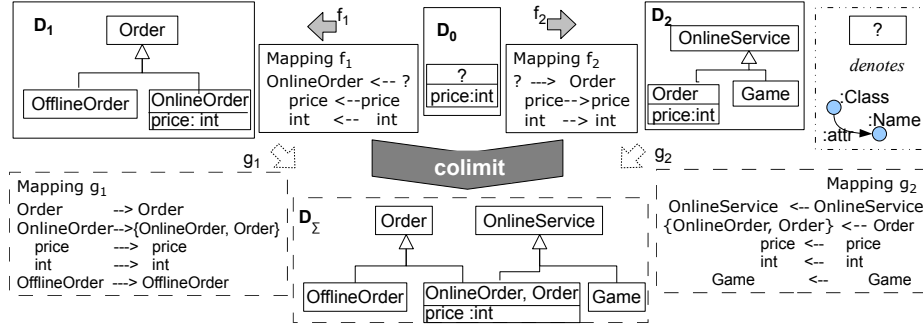 D1
Order
OfflineOrder
OnlineOrder
price: int
f1
Mapping f1
OnlineOrder <-- ?
price <--price
int <-- int
D0
?
price:int
f2
Mapping f2
? ---> Order
price-->price
int --> int
D2
OnlineService
Order
price:int
Game
?
denotes
:Class
:Name
:attr
g1
colimit
g2
Mapping g1
Order --> Order
OnlineOrder-->{OnlineOrder, Order}
price ---> price
int ---> int
OfflineOrder ---> OfflineOrder
DΣ
Order
OnlineService
OfflineOrder
OnlineOrder, Order
price :int
Game
Mapping g2
OnlineService <-- OnlineService
{OnlineOrder, Order} <-- Order
price <-- price
int <-- int
Game <-- Game